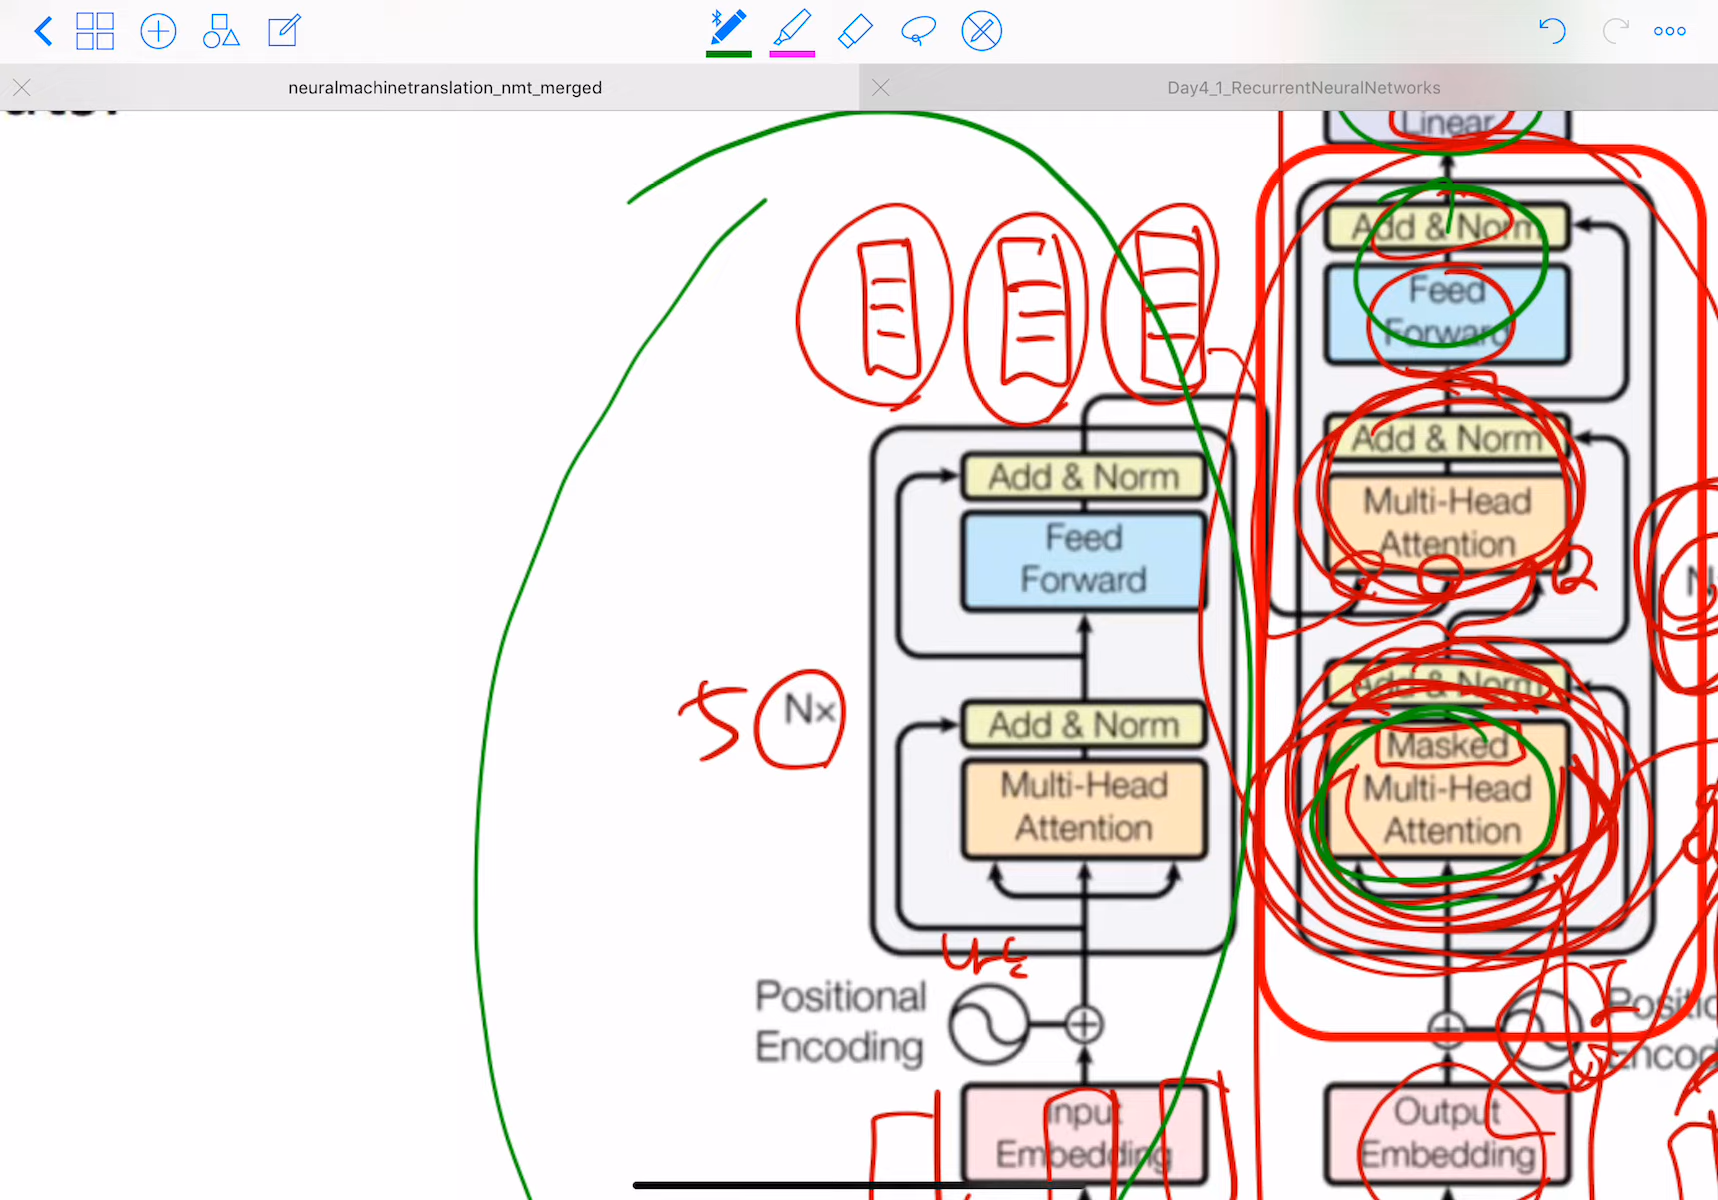 neuralmachinetranslation_nmt_merged
Day4_1_RecurrentNeuralNetworks
Linear
Add & Norm
Feed
Forward
Add & Norm
Multi-Head
Attention
Add & Norm
Masked
Multi-Head
Attention
Output
Embedding
Add & Norm
Feed
Forward
5 Nx
Add & Norm
Multi-Head
Attention
Positional
Encoding
Input
Embedding